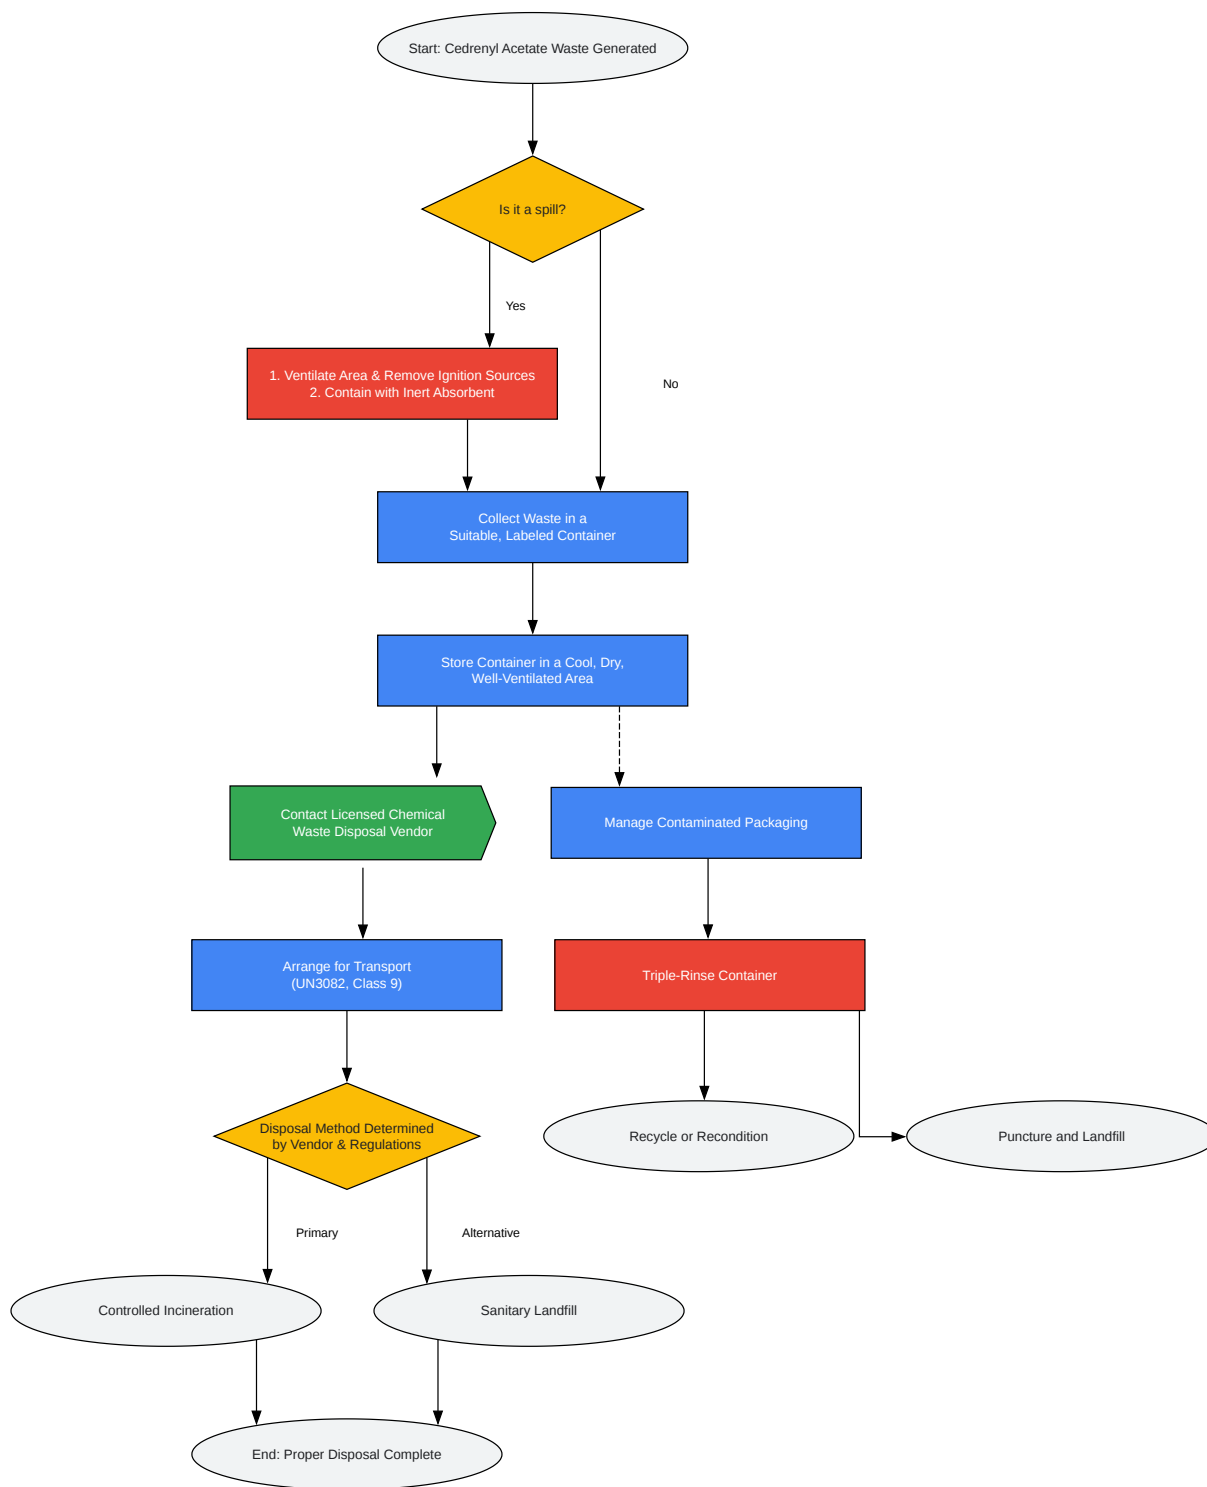 Start: Cedrenyl Acetate Waste Generated
Is it a spill?
Yes
1. Ventilate Area & Remove Ignition Sources
2. Contain with Inert Absorbent
No
Collect Waste in a
Suitable, Labeled Container
Store Container in a Cool, Dry,
Well-Ventilated Area
Contact Licensed Chemical
Waste Disposal Vendor
Manage Contaminated Packaging
Arrange for Transport
(UN3082, Class 9)
Triple-Rinse Container
Disposal Method Determined
by Vendor & Regulations
Recycle or Recondition
Puncture and Landfill
Primary
Alternative
Controlled Incineration
Sanitary Landfill
End: Proper Disposal Complete